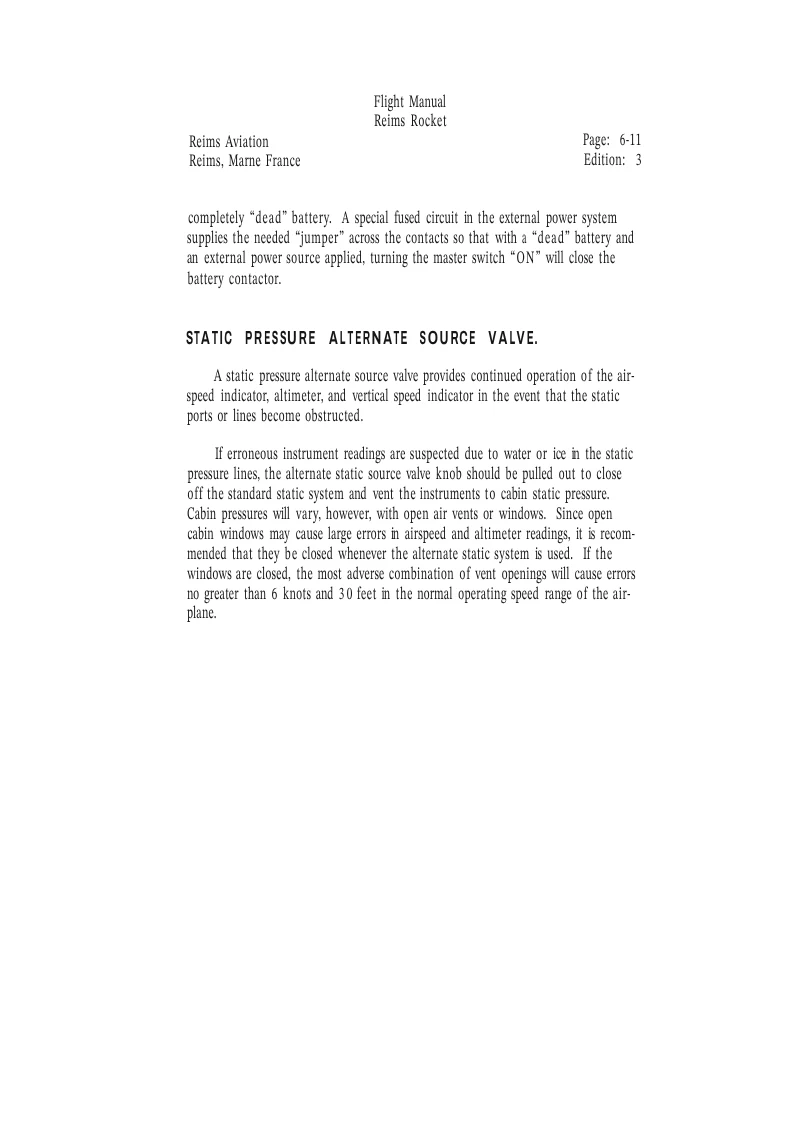 Flight Manual
Reims Rocket
Reims Aviation
Page: 6-11
Reims, Marne France
Edition: 3
completely “dead” battery. A special fused circuit in the external power system
supplies the needed “jumper” across the contacts so that with a “dead” battery and
an external power source applied, turning the master switch “ON” will close the
battery contactor.
STATIC PRESSURE ALTERNATE SOURCE VALVE.
A static pressure alternate source valve provides continued operation of the air-
speed indicator, altimeter, and vertical speed indicator in the event that the static
ports or lines become obstructed.
If erroneous instrument readings are suspected due to water or ice in the static
pressure lines, the alternate static source valve knob should be pulled out to close
off the standard static system and vent the instruments to cabin static pressure.
Cabin pressures will vary, however, with open air vents or windows. Since open
cabin windows may cause large errors in airspeed and altimeter readings, it is recom-
mended that they be closed whenever the alternate static system is used. If the
windows are closed, the most adverse combination of vent openings will cause errors
no greater than 6 knots and 30 feet in the normal operating speed range of the air-
plane.